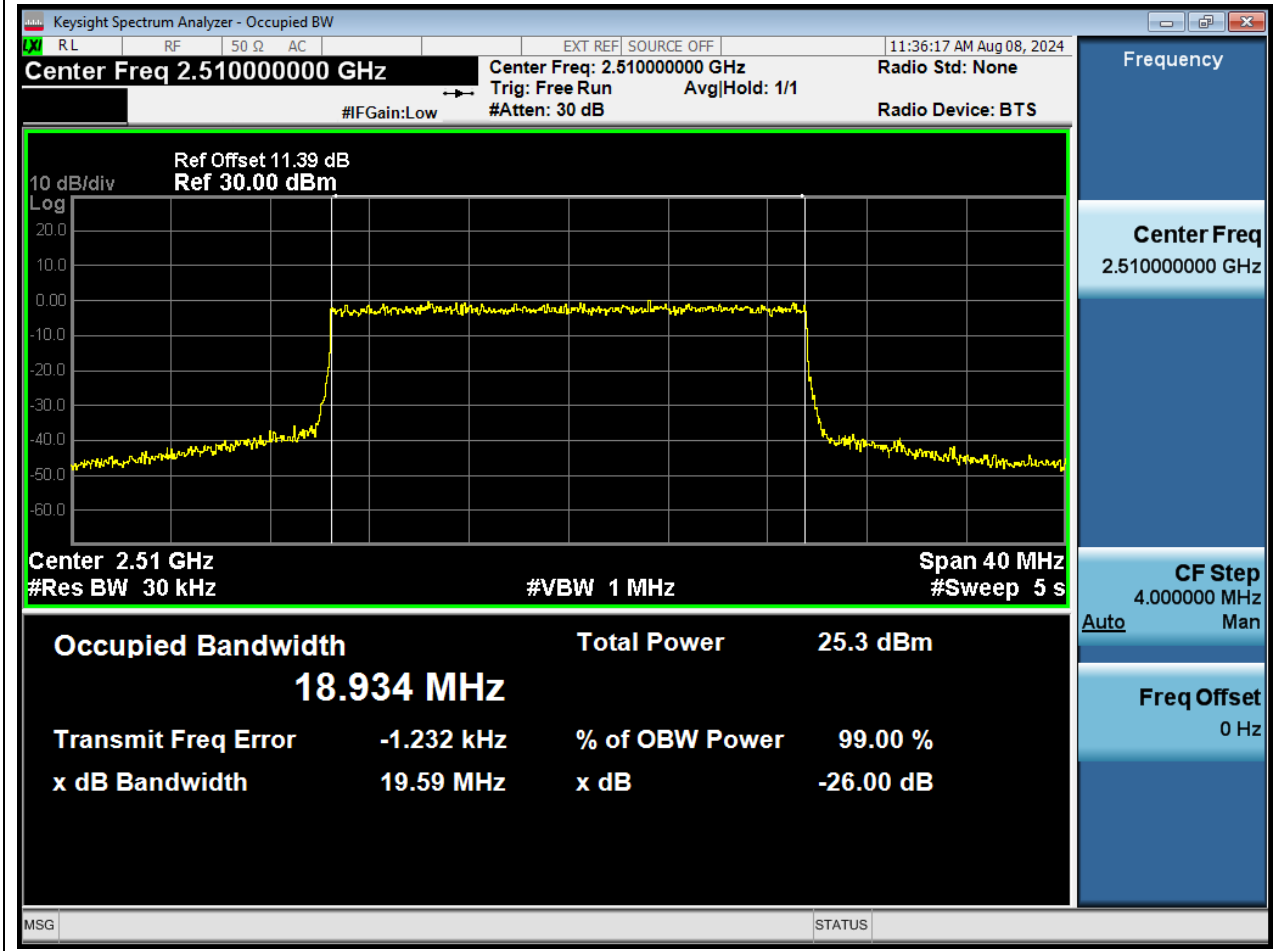 Keysight Spectrum Analyzer - Occupied BW
LXI RL RF 50 Ω AC EXT REF SOURCE OFF 11:36:17 AM Aug 08, 2024
Center Freq 2.510000000 GHz Center Freq: 2.510000000 GHz Radio Std: None
Trig: Free Run Avg|Hold: 1/1
#IFGain:Low #Atten: 30 dB Radio Device: BTS
Ref Offset 11.39 dB
10 dB/div Ref 30.00 dBm
Log
20.0
10.0
0.00
-10.0
-20.0
-30.0
-40.0
-50.0
-60.0
Center 2.51 GHz Span 40 MHz
#Res BW 30 kHz #VBW 1 MHz #Sweep 5 s
Occupied Bandwidth Total Power 25.3 dBm
18.934 MHz
Transmit Freq Error -1.232 kHz % of OBW Power 99.00 %
x dB Bandwidth 19.59 MHz x dB -26.00 dB
Frequency
Center Freq
2.510000000 GHz
CF Step
4.000000 MHz
Auto Man
Freq Offset
0 Hz
MSG STATUS